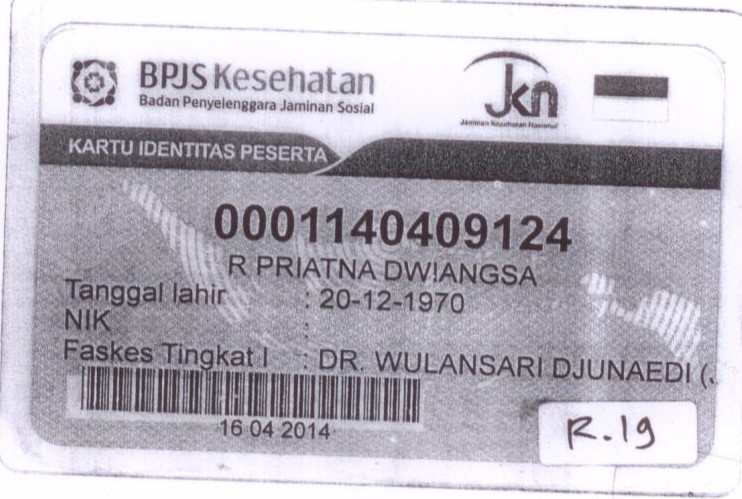 BPJS Kesehatan
Badan Penyelenggara Jaminan Sosial
jkn
Jaminan Kesehatan Nasional
KARTU IDENTITAS PESERTA
0001140409124
R PRIATNA DWIANGSA
Tanggal lahir : 20-12-1970
NIK :
Faskes Tingkat I : DR. WULANSARI DJUNAEDI (
16 04 2014
R.19